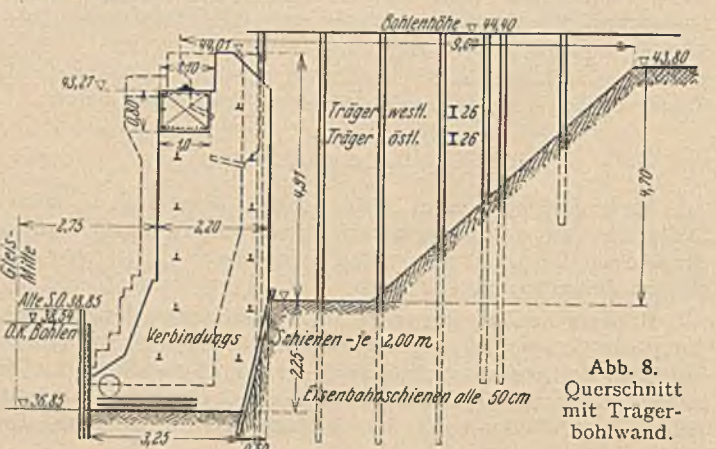 Bohlenhöhe ▽ 44,40
44,01 ▽
9,67
▽ 43,80
1,10
43,27 ▽
0,80
1,0
Träger westl. I 26
Träger östl. I 26
4,91
4,70
2,75
2,20
Gleis-
Mitte
Alte S.O. 38,85
▽ 38,59
O.K. Bohlen
Verbindungs Schienen - je 2,00 m
2,25
Eisenbahnschienen alle 50 cm
▽ 36,85
3,25
0,50
Abb. 8.
Querschnitt
mit Trager-
bohlwand.